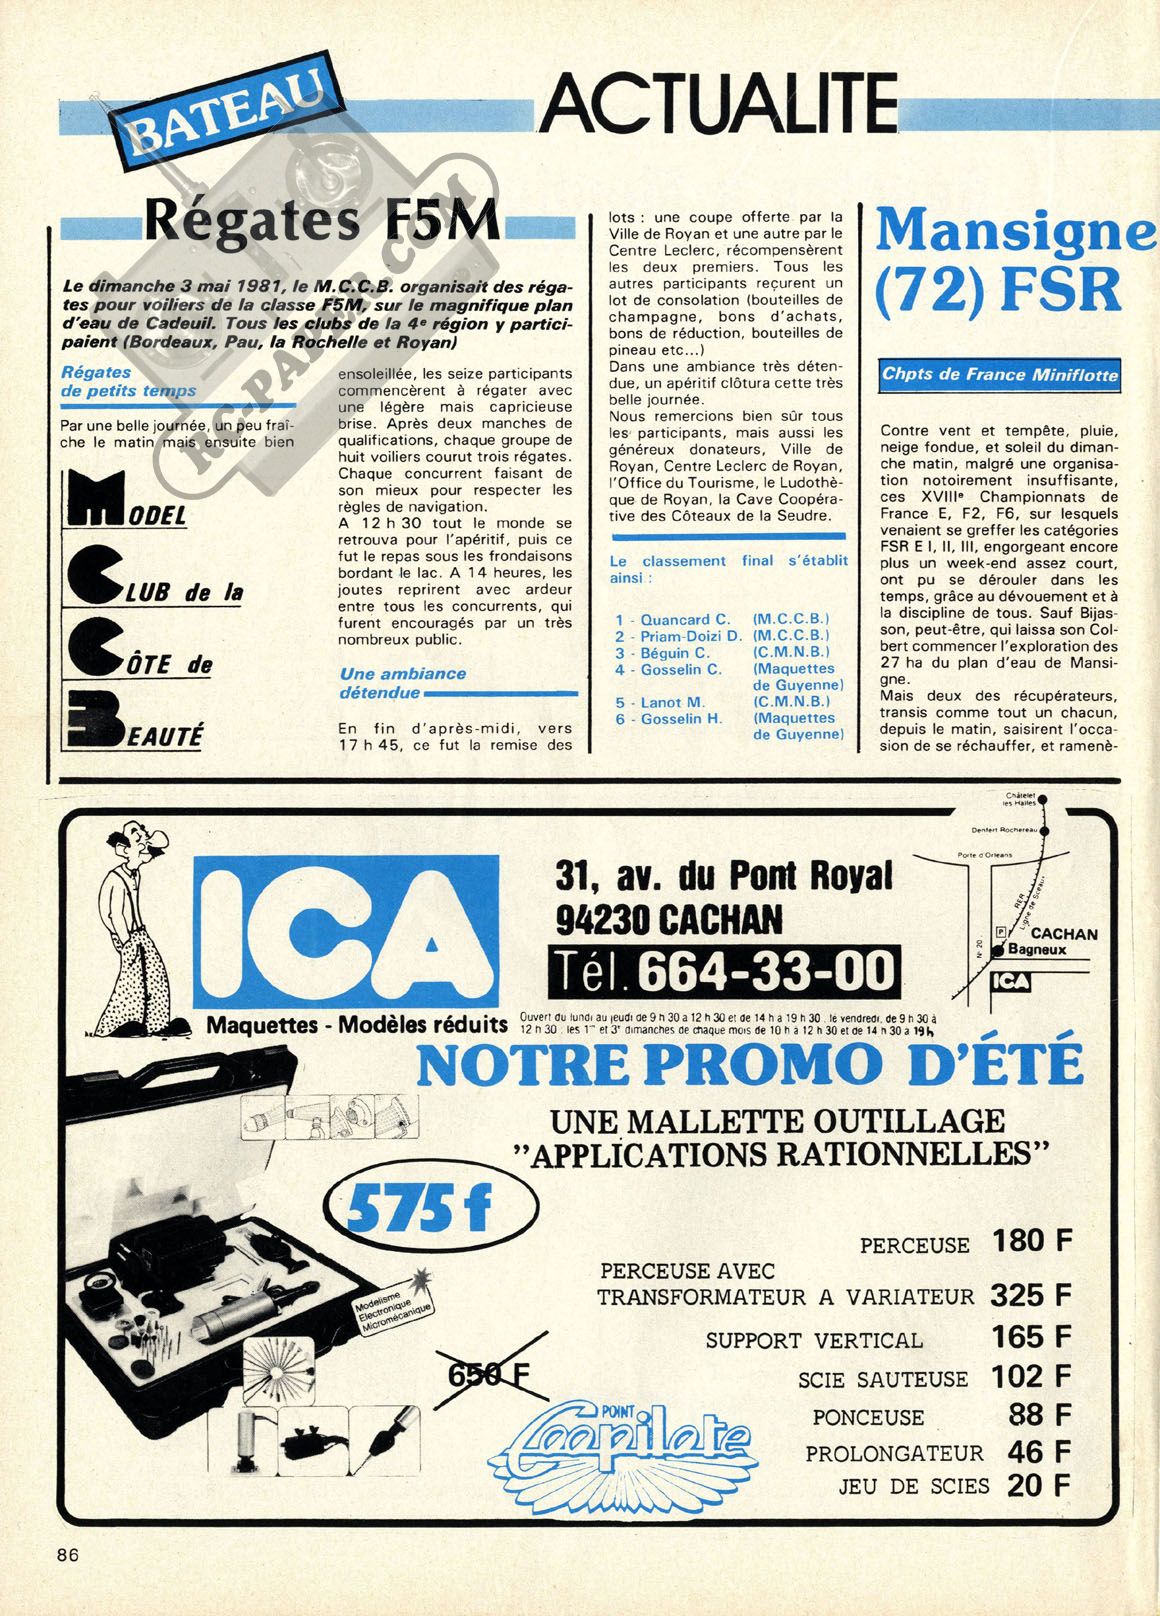 BATEAU
ACTUALITE
Régates F5M
Le dimanche 3 mai 1981, le M.C.C.B. organisait des réga-
tes pour voiliers de la classe F5M, sur le magnifique plan
d'eau de Cadeuil. Tous les clubs de la 4e région y partici-
paient (Bordeaux, Pau, la Rochelle et Royan)
Régates
de petits temps
Par une belle journée, un peu fraî-
che le matin mais ensuite bien
MODEL
CLUB de la
CÔTE de
BEAUTÉ
ensoleillée, les seize participants
commencèrent à régater avec
une légère mais capricieuse
brise. Après deux manches de
qualifications, chaque groupe de
huit voiliers courut trois régates.
Chaque concurrent faisant de
son mieux pour respecter les
règles de navigation.
A 12 h 30 tout le monde se
retrouva pour l'apéritif, puis ce
fut le repas sous les frondaisons
bordant le lac. A 14 heures, les
joutes reprirent avec ardeur
entre tous les concurrents, qui
furent encouragés par un très
nombreux public.
Une ambiance
détendue
En fin d'après-midi, vers
17 h 45, ce fut la remise des
lots : une coupe offerte par la
Ville de Royan et une autre par le
Centre Leclerc, récompensèrent
les deux premiers. Tous les
autres participants reçurent un
lot de consolation (bouteilles de
champagne, bons d'achats,
bons de réduction, bouteilles de
pineau etc...)
Dans une ambiance très déten-
due, un apéritif clôtura cette très
belle journée.
Nous remercions bien sûr tous
les participants, mais aussi les
généreux donateurs, Ville de
Royan, Centre Leclerc de Royan,
l'Office du Tourisme, le Ludothè-
que de Royan, la Cave Coopéra-
tive des Côteaux de la Seudre.
Le classement final s'établit
ainsi :
1 - Quancard C. (M.C.C.B.)
2 - Priam-Doizi D. (M.C.C.B.)
3 - Béguin C. (C.M.N.B.)
4 - Gosselin C. (Maquettes
de Guyenne)
5 - Lanot M. (C.M.N.B.)
6 - Gosselin H. (Maquettes
de Guyenne)
Mansigne
(72) FSR
Chpts de France Miniflotte
Contre vent et tempête, pluie,
neige fondue, et soleil du diman-
che matin, malgré une organisa-
tion notoirement insuffisante,
ces XVIIIe Championnats de
France E, F2, F6, sur lesquels
venaient se greffer les catégories
FSR E I, II, III, engorgeant encore
plus un week-end assez court,
ont pu se dérouler dans les
temps, grâce au dévouement et à
la discipline de tous. Sauf Bijas-
son, peut-être, qui laissa son Col-
bert commencer l'exploration des
27 ha du plan d'eau de Mansi-
gne.
Mais deux des récupérateurs,
transis comme tout un chacun,
depuis le matin, saisirent l'occa-
sion de se réchauffer, et ramenè-
RC-PAPER.COM
ICA
Maquettes - Modèles réduits
31, av. du Pont Royal
94230 CACHAN
Tél. 664-33-00
Ouvert du lundi au jeudi de 9 h 30 a 12 h 30 et de 14 h a 19 h 30 : le vendredi, de 9 h 30 à
12 h 30 : les 1er et 3e dimanches de chaque mois de 10 h à 12 h 30 et de 14 h 30 a 19 h.
Châtelet
les Halles
Denfert Rochereau
Porte d'Orleans
RER
Ligne de Sceaux
N° 20
P
CACHAN
Bagneux
ICA
NOTRE PROMO D'ÉTÉ
UNE MALLETTE OUTILLAGE
"APPLICATIONS RATIONNELLES"
575 f
Modelisme
Electronique
Micromécanique
650 F
POINT
Coopilote
PERCEUSE 180 F
PERCEUSE AVEC
TRANSFORMATEUR A VARIATEUR 325 F
SUPPORT VERTICAL 165 F
SCIE SAUTEUSE 102 F
PONCEUSE 88 F
PROLONGATEUR 46 F
JEU DE SCIES 20 F
86